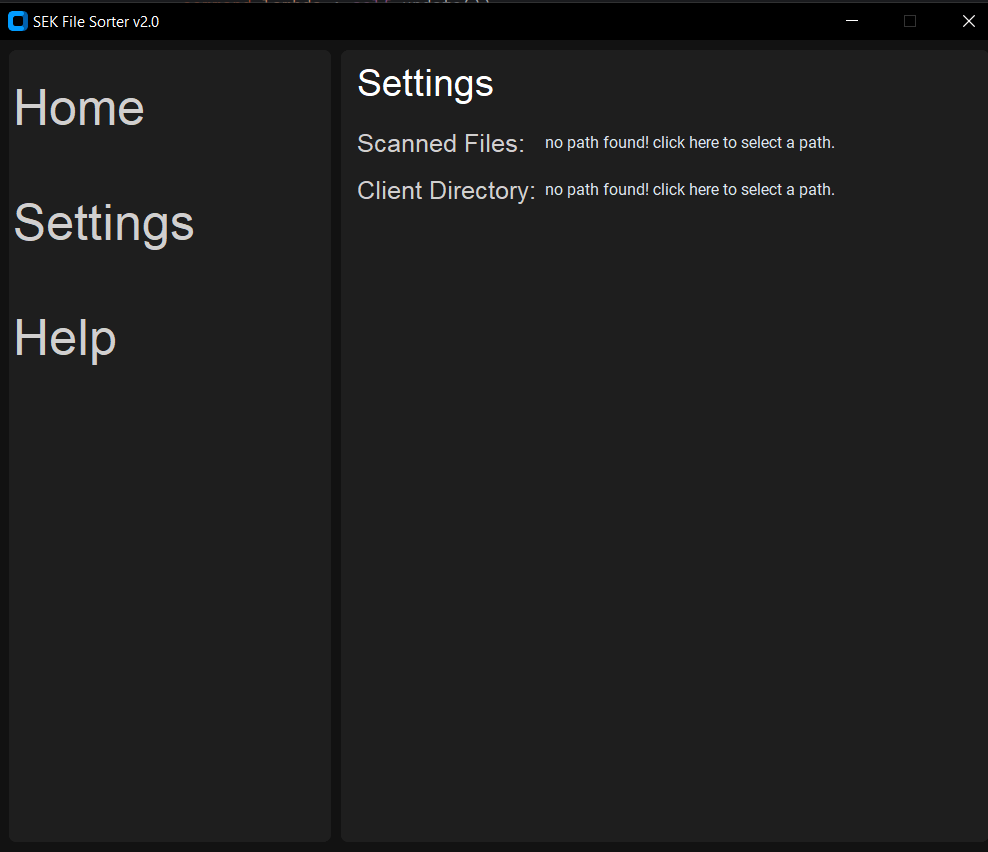 SEK File Sorter v2.0
Home
Settings
Help
Settings
Scanned Files: no path found! click here to select a path.
Client Directory: no path found! click here to select a path.